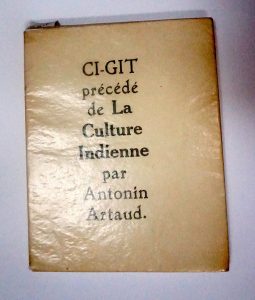 CI-GIT
précédé
de La
Culture
Indienne
par
Antonin
Artaud.